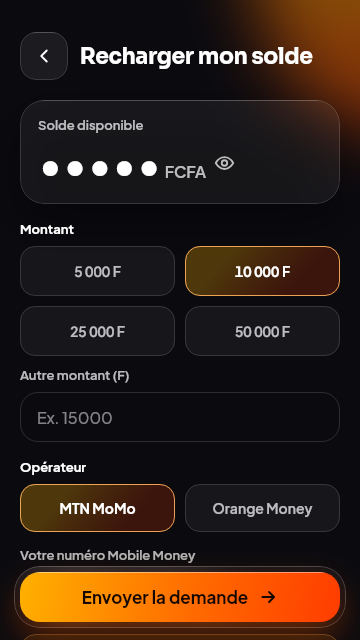 Recharger mon solde
Solde disponible
●●●●● FCFA
Montant
5 000 F
10 000 F
25 000 F
50 000 F
Autre montant (F)
Ex. 15000
Opérateur
MTN MoMo
Orange Money
Votre numéro Mobile Money
Envoyer la demande →